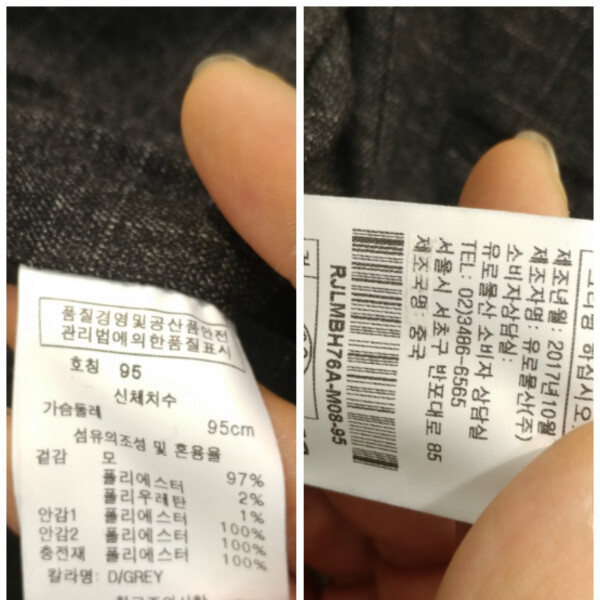 품질경영및공산품안전
관리법에의한품질표시
호칭 95
신체치수
가슴둘레 95cm
섬유의조성 및 혼용율
겉감 모 97%
폴리에스터 2%
폴리우레탄 1%
안감1 폴리에스터 100%
안감2 폴리에스터 100%
충전재 폴리에스터 100%
칼라명: D/GREY
제조년월: 2017년10월
제조자명: 유로물산(주)
소비자상담실:
유로물산 소비자 상담실
TEL: 02)3486-6565
서울시 서초구 반포대로 85
제조국명 : 중국
RJLMBH76A-M08-95